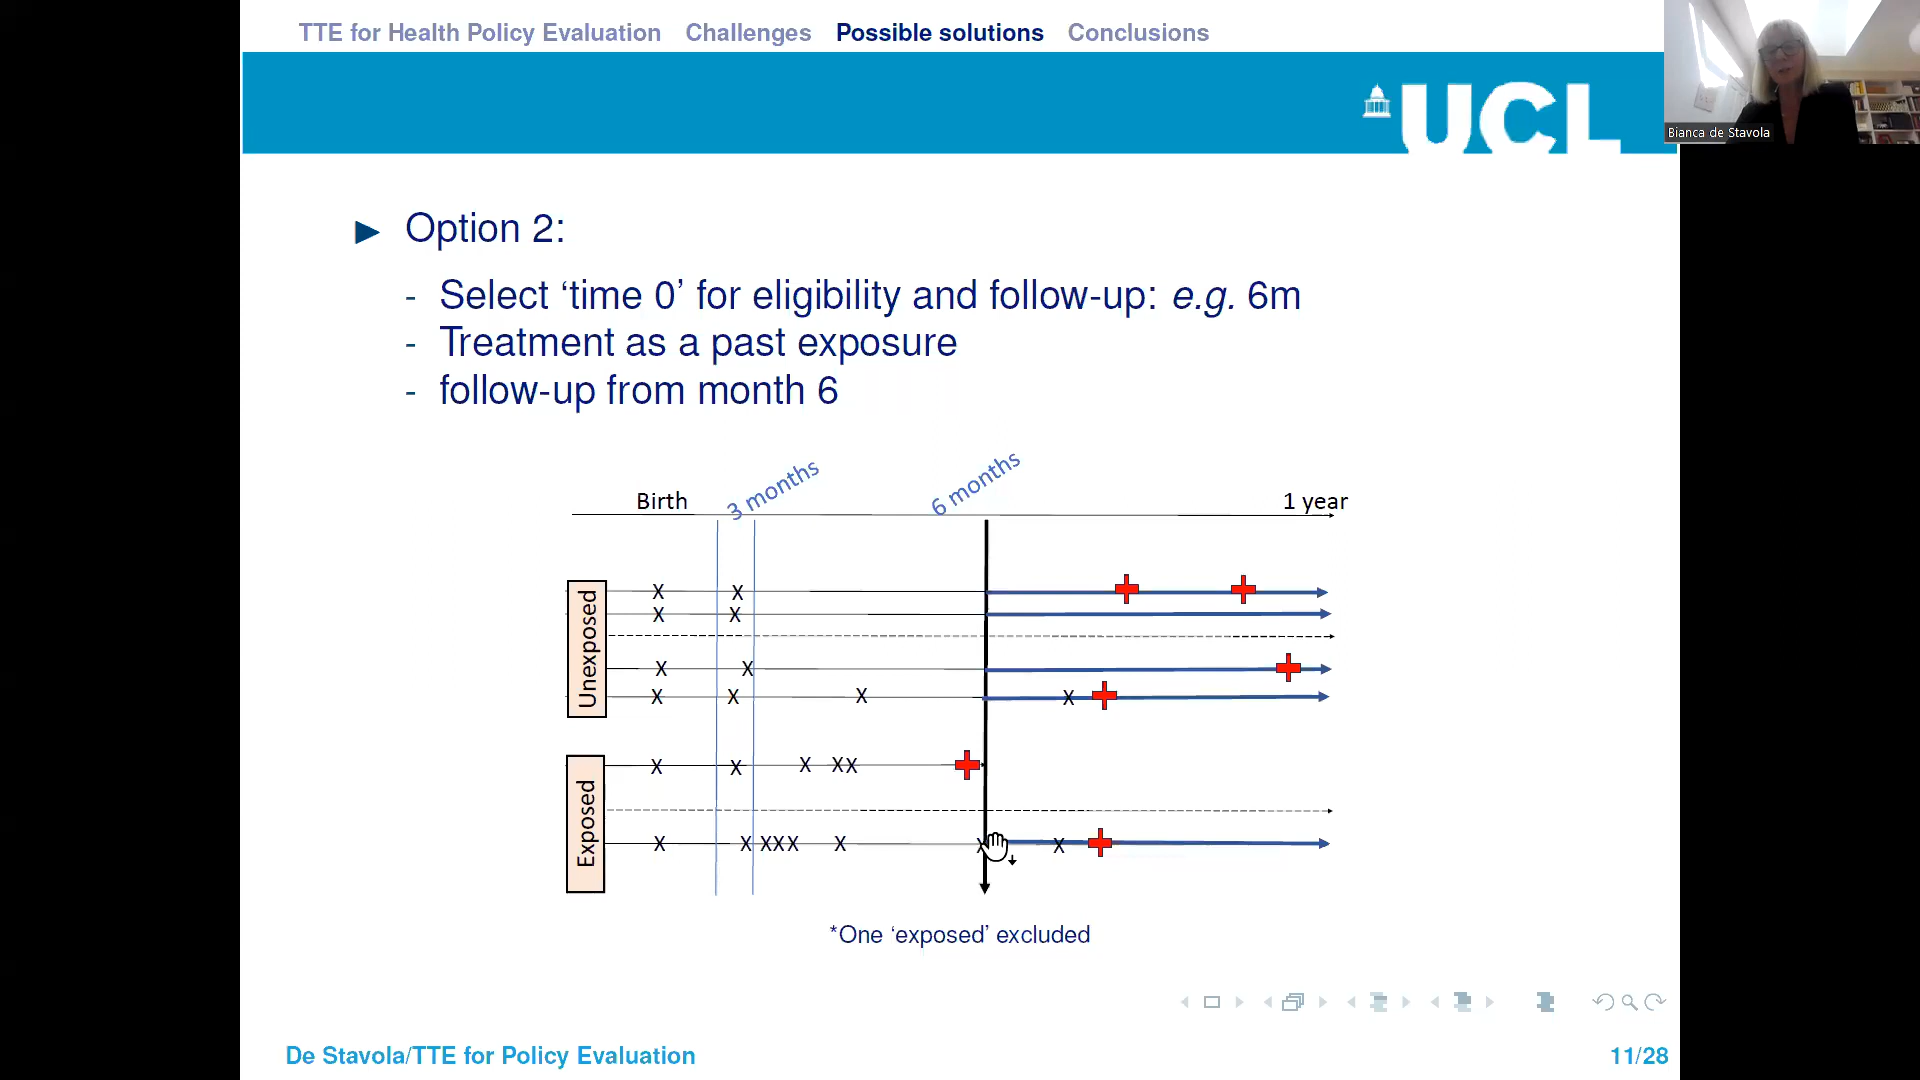 TTE for Health Policy Evaluation Challenges Possible solutions Conclusions
UCL
Bianca de Stavola
► Option 2:
- Select ‘time 0’ for eligibility and follow-up: e.g. 6m
- Treatment as a past exposure
- follow-up from month 6
Birth 3 months 6 months 1 year
Unexposed
X X
X X
X X
X X X X
Exposed
X X X X X
X X X X X X X X
*One ‘exposed’ excluded
De Stavola/TTE for Policy Evaluation 11/28